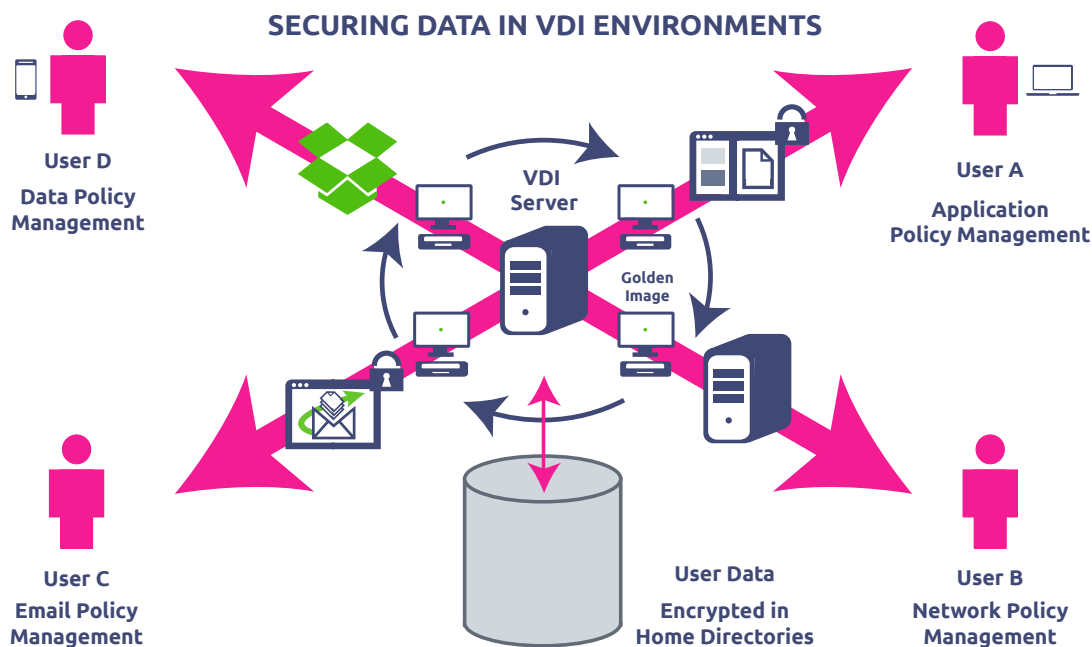 SECURING DATA IN VDI ENVIRONMENTS
User D
Data Policy
Management
VDI
Server
User A
Application
Policy Management
Golden
Image
User C
Email Policy
Management
User Data
Encrypted in
Home Directories
User B
Network Policy
Management